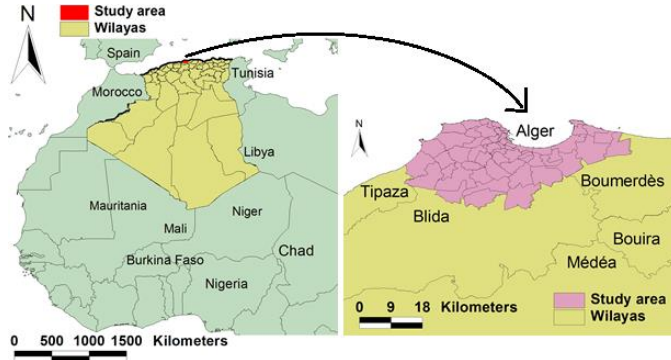 N
Study area
Wilayas
Spain
Tunisia
Morocco
Libya
Mauritania
Mali
Niger
Chad
Burkina Faso
Nigeria
0 500 1000 1500 Kilometers
N
Alger
Tipaza
Boumerdès
Blida
Bouira
Médéa
0 9 18 Kilometers
Study area
Wilayas